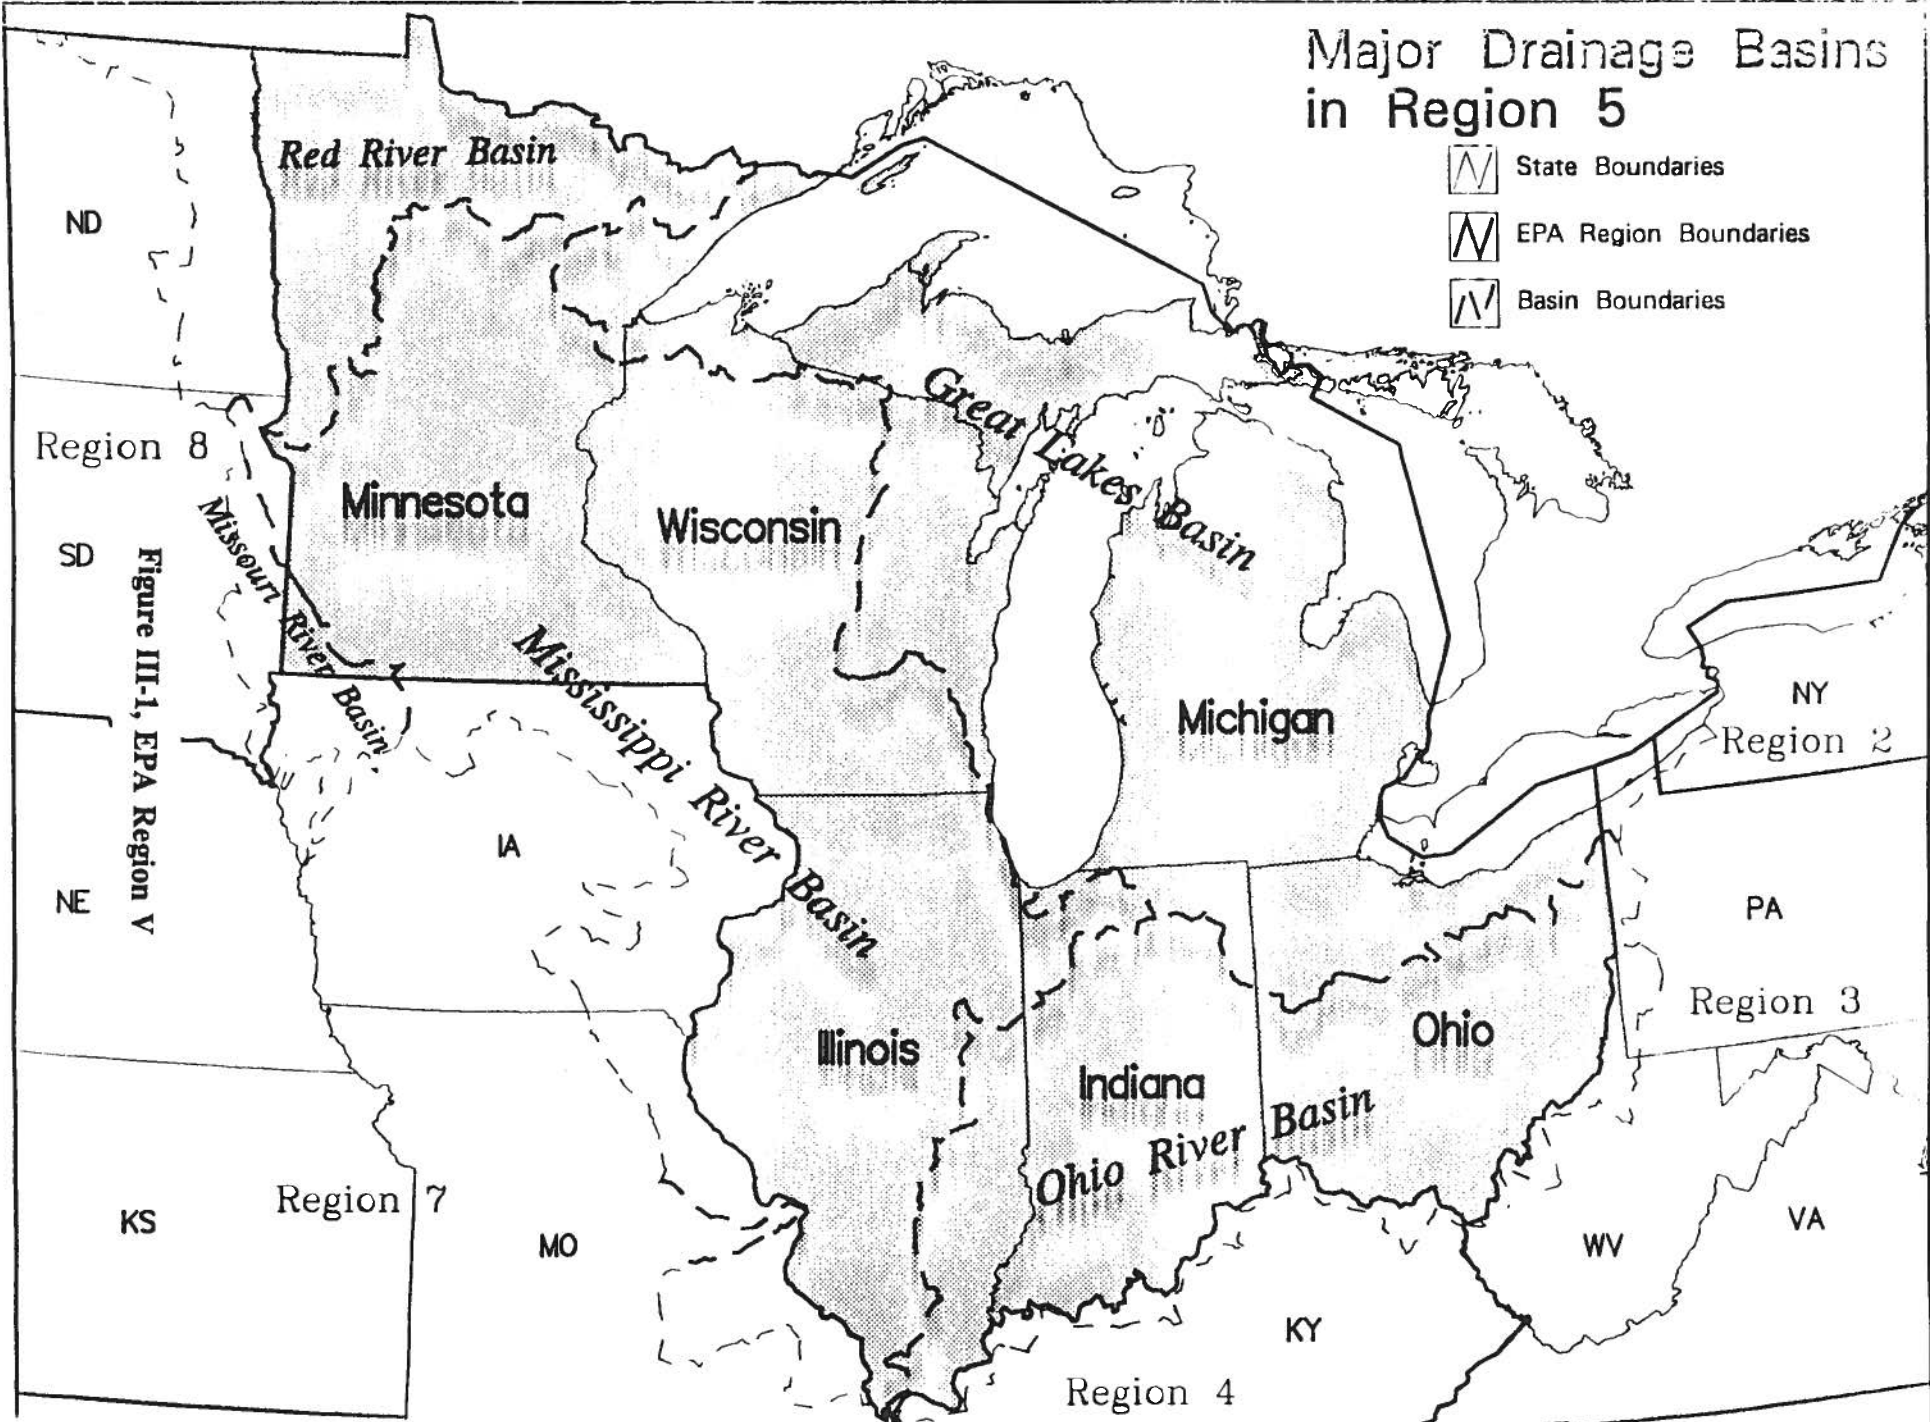 Major Drainage Basins
in Region 5
State Boundaries
EPA Region Boundaries
Basin Boundaries
Red River Basin
ND
Great Lakes Basin
Region 8
Minnesota
Wisconsin
SD
Missouri River Basin
Mississippi River Basin
Michigan
NY
Region 2
Figure III-1, EPA Region V
IA
NE
PA
Region 3
Illinois
Indiana
Ohio
Ohio River Basin
Region 7
KS
MO
WV
VA
KY
Region 4